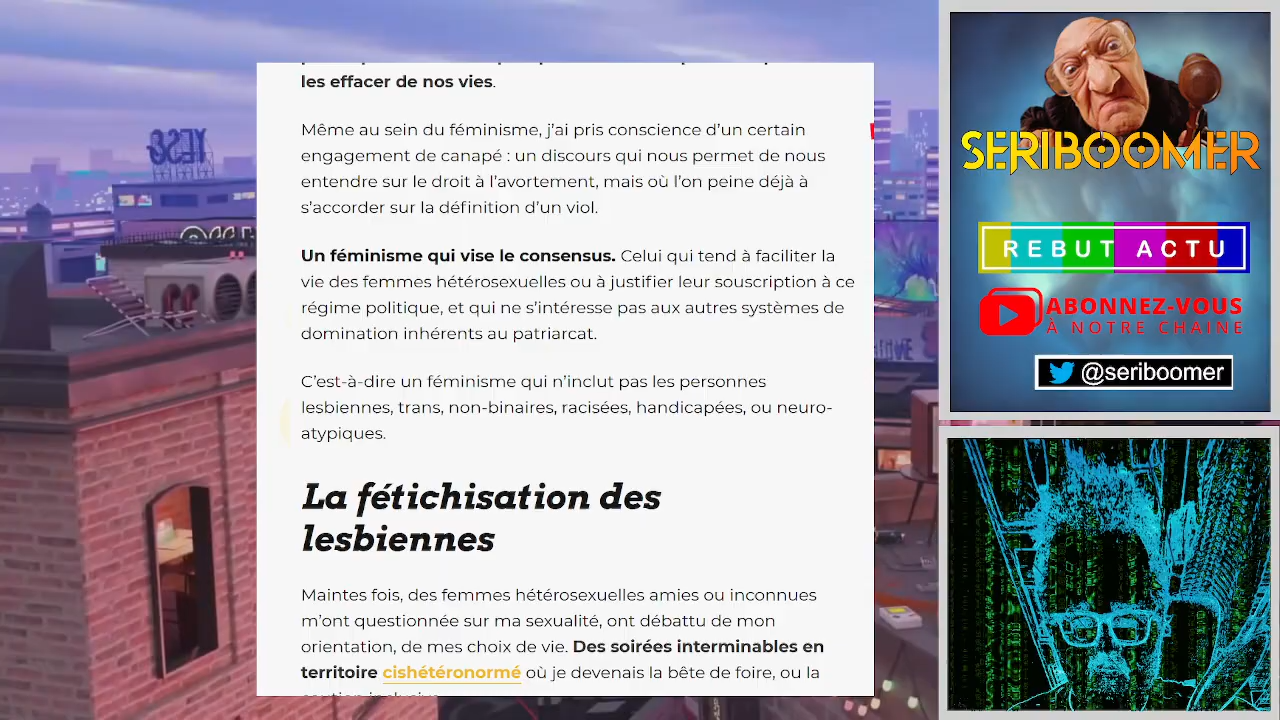 les effacer de nos vies.
Même au sein du féminisme, j'ai pris conscience d'un certain
engagement de canapé : un discours qui nous permet de nous
entendre sur le droit à l'avortement, mais où l'on peine déjà à
s'accorder sur la définition d'un viol.
Un féminisme qui vise le consensus. Celui qui tend à faciliter la
vie des femmes hétérosexuelles ou à justifier leur souscription à ce
régime politique, et qui ne s'intéresse pas aux autres systèmes de
domination inhérents au patriarcat.
C'est-à-dire un féminisme qui n'inclut pas les personnes
lesbiennes, trans, non-binaires, racisées, handicapées, ou neuro-
atypiques.
La fétichisation des
lesbiennes
Maintes fois, des femmes hétérosexuelles amies ou inconnues
m'ont questionnée sur ma sexualité, ont débattu de mon
orientation, de mes choix de vie. Des soirées interminables en
territoire cishétéronormé où je devenais la bête de foire, ou la
SERIBOOMER
REBUT ACTU
ABONNEZ-VOUS
À NOTRE CHAINE
@seriboomer